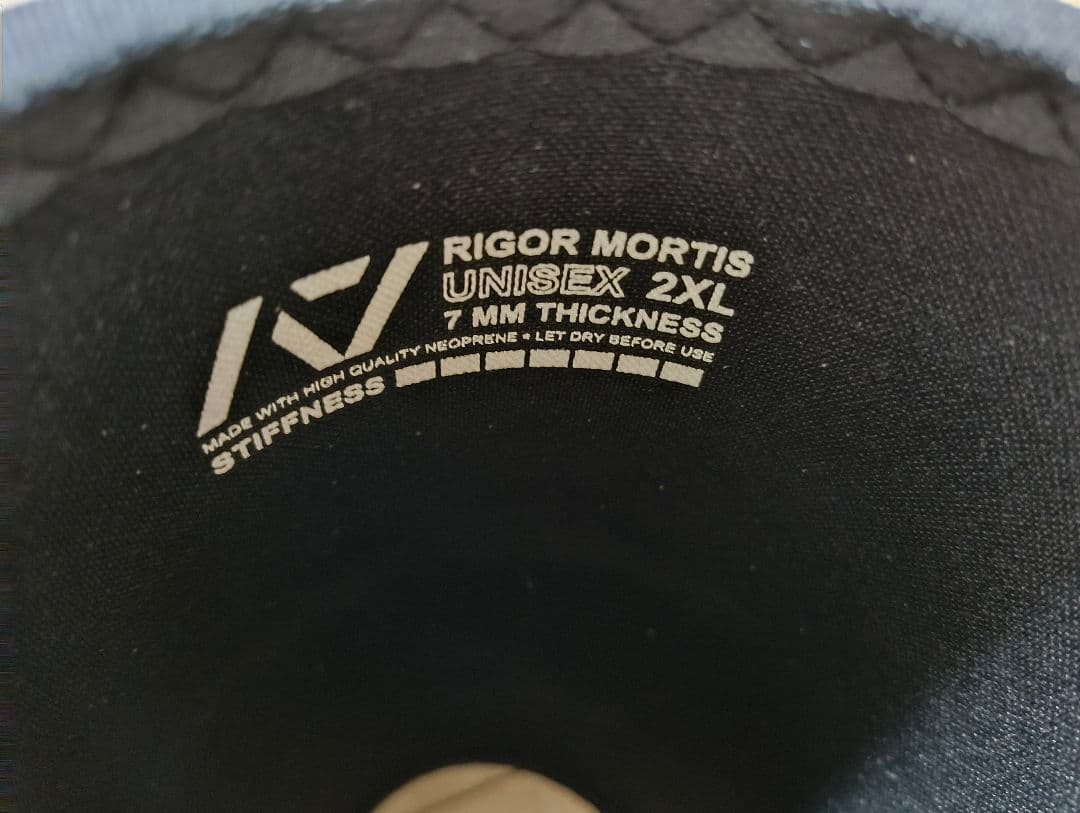 RIGOR MORTIS
UNISEX 2XL
7 MM THICKNESS
MADE WITH HIGH QUALITY NEOPRENE * LET DRY BEFORE USE
STIFFNESS